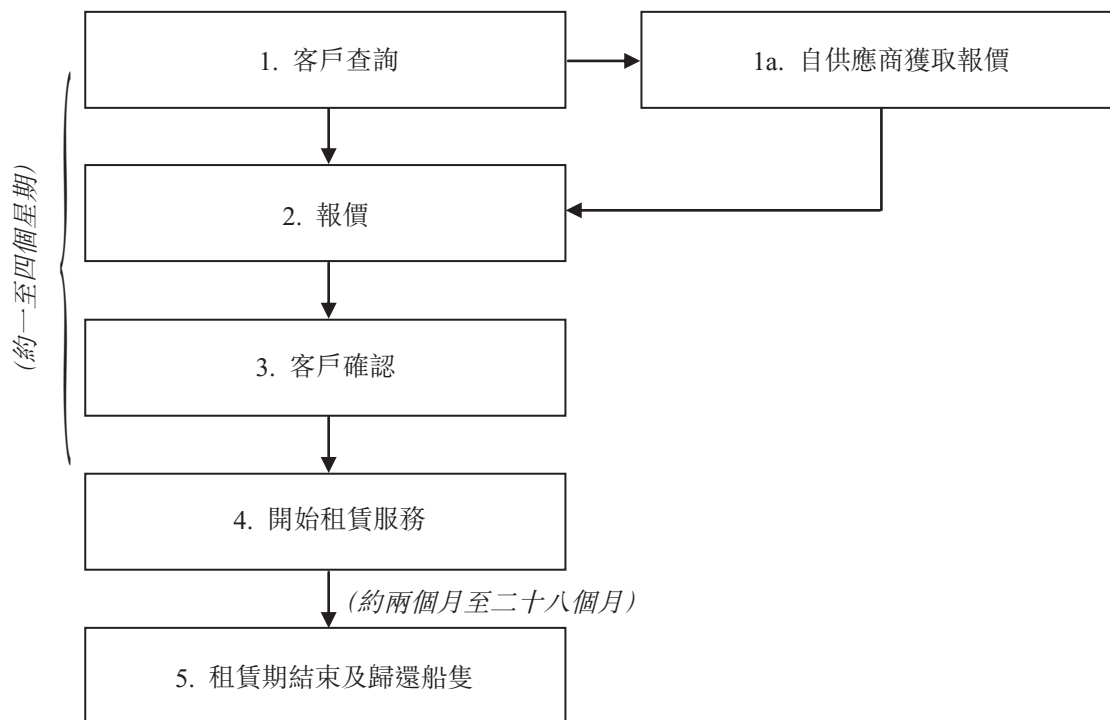 1. 客戶查詢
1a. 自供應商獲取報價
(約一至四個星期)
2. 報價
3. 客戶確認
4. 開始租賃服務
(約兩個月至二十八個月)
5. 租賃期結束及歸還船隻